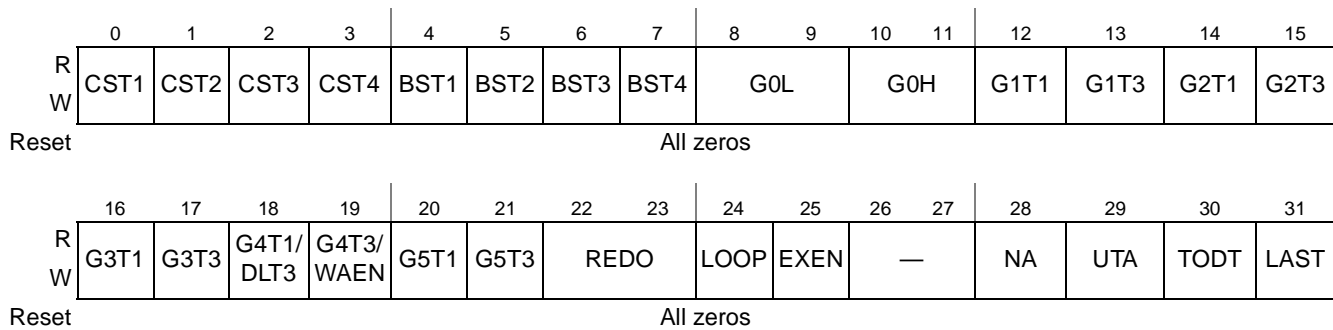 0 1 2 3 4 5 6 7 8 9 10 11 12 13 14 15
R
W
CST1 CST2 CST3 CST4 BST1 BST2 BST3 BST4 G0L G0H G1T1 G1T3 G2T1 G2T3
Reset All zeros
16 17 18 19 20 21 22 23 24 25 26 27 28 29 30 31
R
W
G3T1 G3T3 G4T1/DLT3 G4T3/WAEN G5T1 G5T3 REDO LOOP EXEN — NA UTA TODT LAST
Reset All zeros